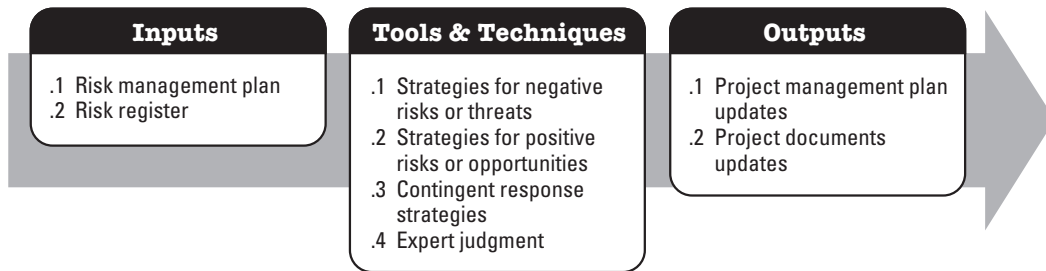 Inputs
.1 Risk management plan
.2 Risk register
Tools & Techniques
.1 Strategies for negative
risks or threats
.2 Strategies for positive
risks or opportunities
.3 Contingent response
strategies
.4 Expert judgment
Outputs
.1 Project management plan
updates
.2 Project documents
updates